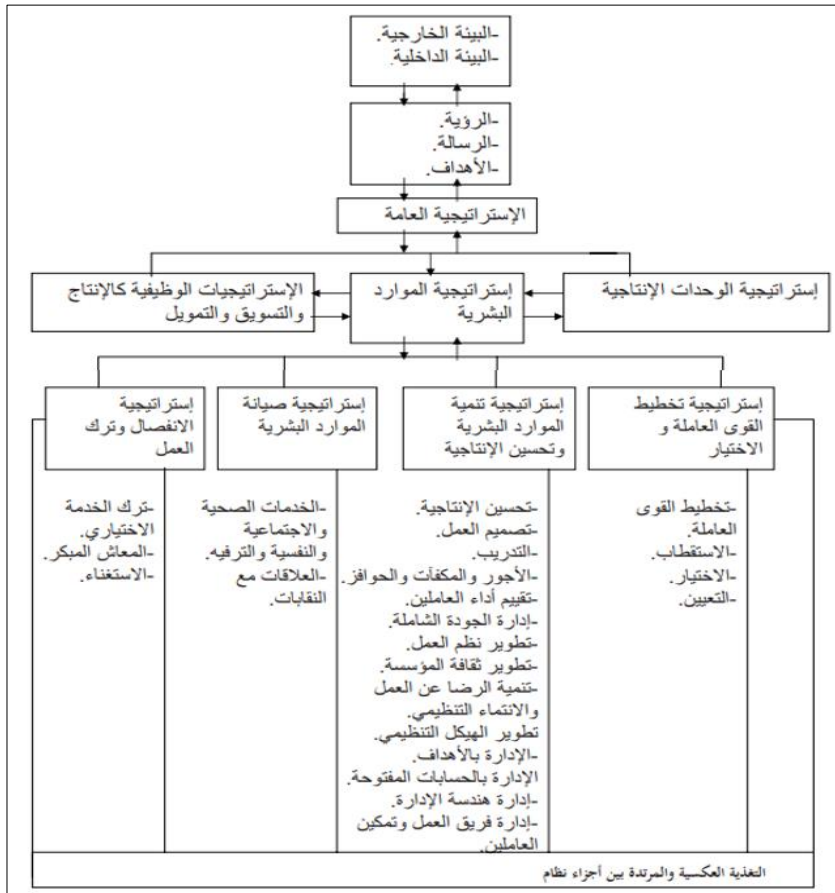 -البيئة الخارجية.
-البيئة الداخلية.
-الرؤية.
-الرسالة.
-الأهداف.
الإستراتيجية العامة
إستراتيجية الوحدات الإنتاجية
إستراتيجية الموارد
البشرية
الإستراتيجيات الوظيفية كالإنتاج
والتسويق والتمويل
إستراتيجية تخطيط
القوى العاملة و
الاختيار
إستراتيجية تنمية
الموارد البشرية
وتحسين الإنتاجية
إستراتيجية صيانة
الموارد البشرية
إستراتيجية
الانفصال وترك
العمل
-تخطيط القوى
العاملة.
-الاستقطاب.
-الاختيار.
-التعيين.
-تحسين الإنتاجية.
-تصميم العمل.
-التدريب.
-الأجور والمكفآت والحوافز.
-تقييم أداء العاملين.
-إدارة الجودة الشاملة.
-تطوير نظم العمل.
-تطوير ثقافة المؤسسة.
-تنمية الرضا عن العمل
والانتماء التنظيمي.
تطوير الهيكل التنظيمي.
-الإدارة بالأهداف.
الإدارة بالحسابات المفتوحة.
-إدارة هندسة الإدارة.
-إدارة فريق العمل وتمكين
العاملين.
-الخدمات الصحية
والاجتماعية
والنفسية والترفيه.
-العلاقات مع
النقابات.
-ترك الخدمة
الاختياري.
-المعاش المبكر.
-الاستغناء.
التغذية العكسية والمرتدة بين أجزاء نظام